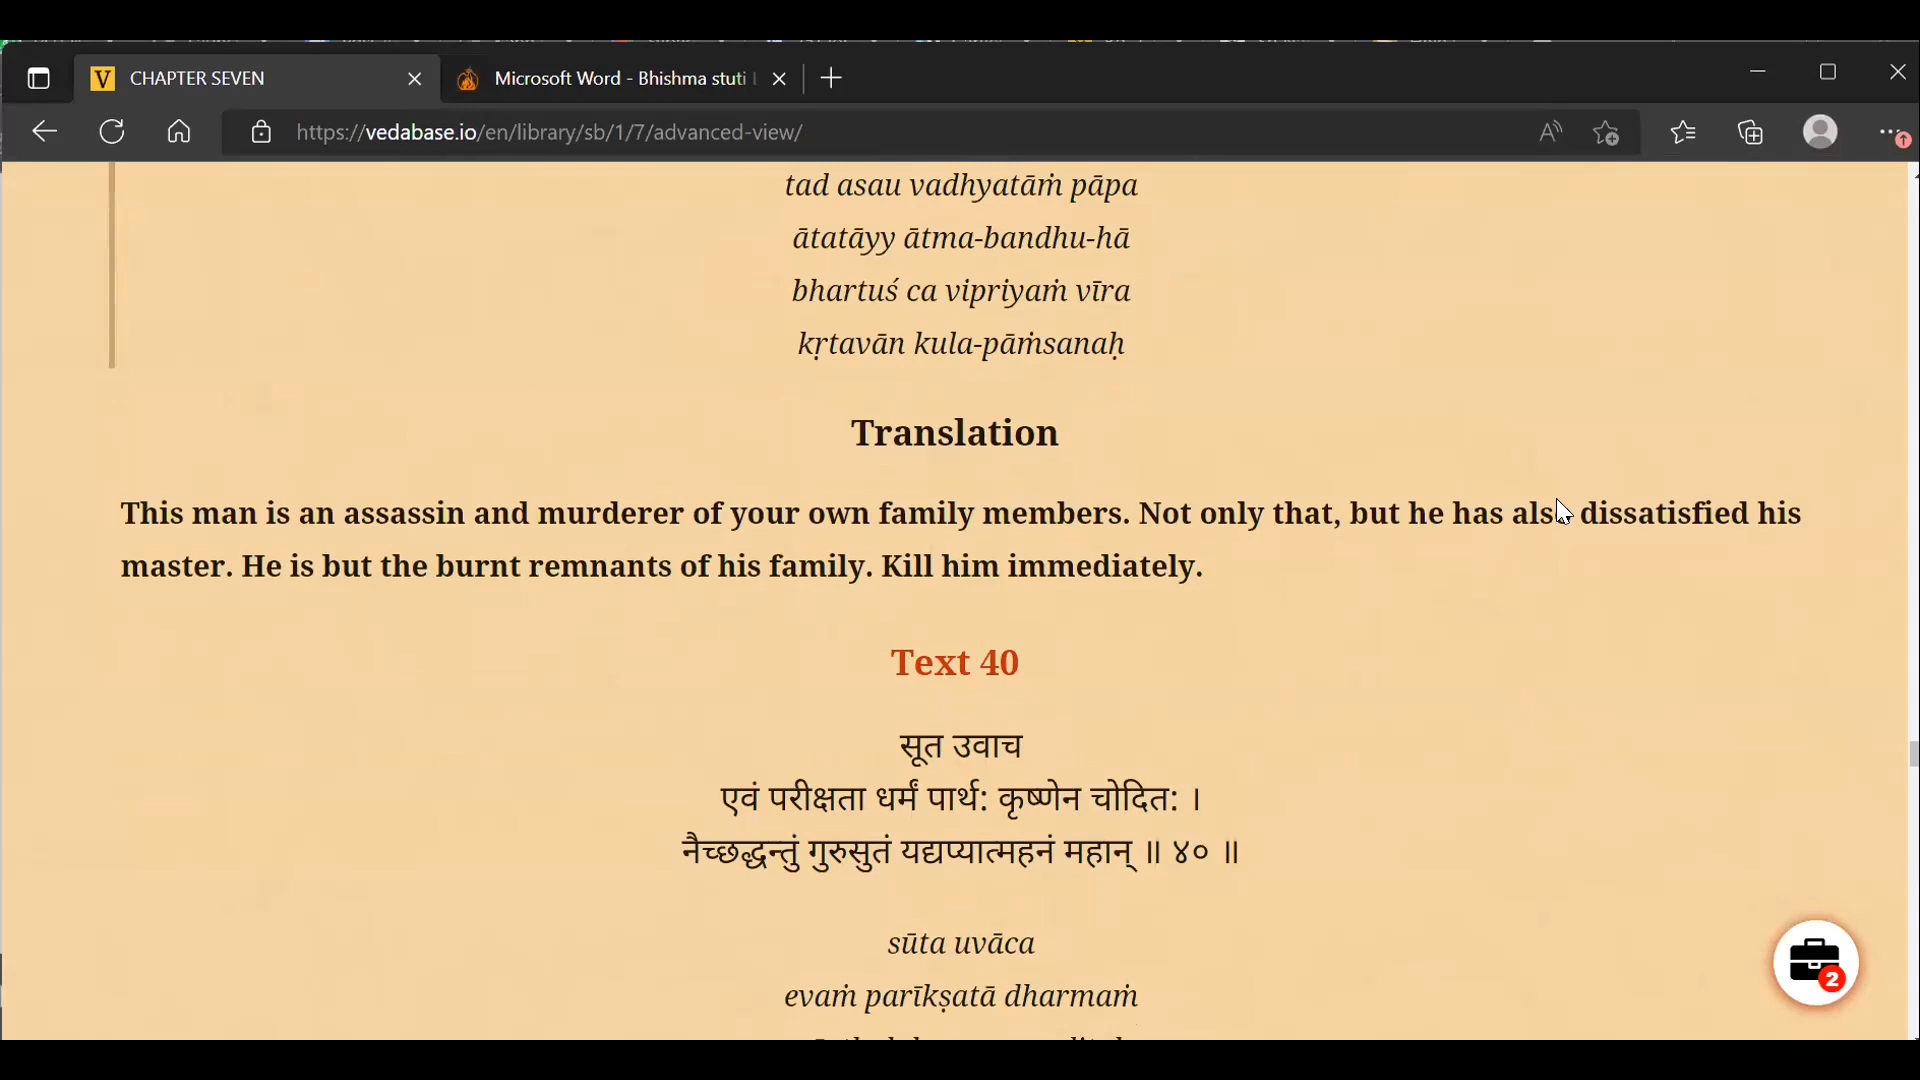 CHAPTER SEVEN
Microsoft Word - Bhishma stuti
https://vedabase.io/en/library/sb/1/7/advanced-view/
tad asau vadhyatāṁ pāpa
ātatāyy ātma-bandhu-hā
bhartuś ca vipriyaṁ vīra
kṛtavān kula-pāṁsanaḥ
Translation
This man is an assassin and murderer of your own family members. Not only that, but he has also dissatisfied his
master. He is but the burnt remnants of his family. Kill him immediately.
Text 40
सूत उवाच
एवं परीक्षता धर्मं पार्थ: कृष्णेन चोदित: ।
नैच्छद्धन्तुं गुरुसुतं यद्यप्यात्महनं महान् ॥ ४० ॥
sūta uvāca
evaṁ parīkṣatā dharmaṁ
2